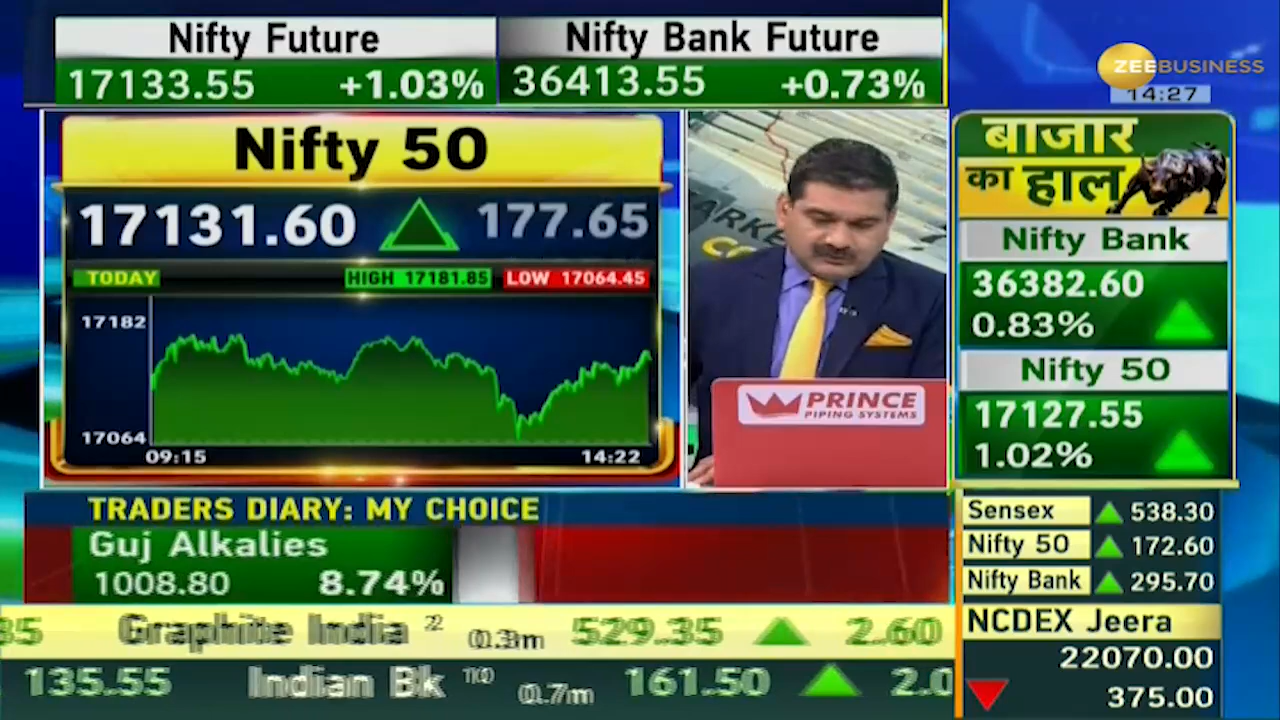 Nifty Future
17133.55 +1.03%
Nifty Bank Future
36413.55 +0.73%
ZEEBUSINESS
14:27
Nifty 50
17131.60 177.65
TODAY HIGH 17181.85 LOW 17064.45
17182
17064
09:15 14:22
MARKE
PRINCE
PIPING SYSTEMS
बाजार
का हाल
Nifty Bank
36382.60
0.83%
Nifty 50
17127.55
1.02%
TRADERS DIARY: MY CHOICE
Guj Alkalies
1008.80 8.74%
Sensex 538.30
Nifty 50 172.60
Nifty Bank 295.70
NCDEX Jeera
22070.00
375.00
35 Graphite India 529.35 2.60
135.55 Indian Bk 0.7m 161.50 2.0